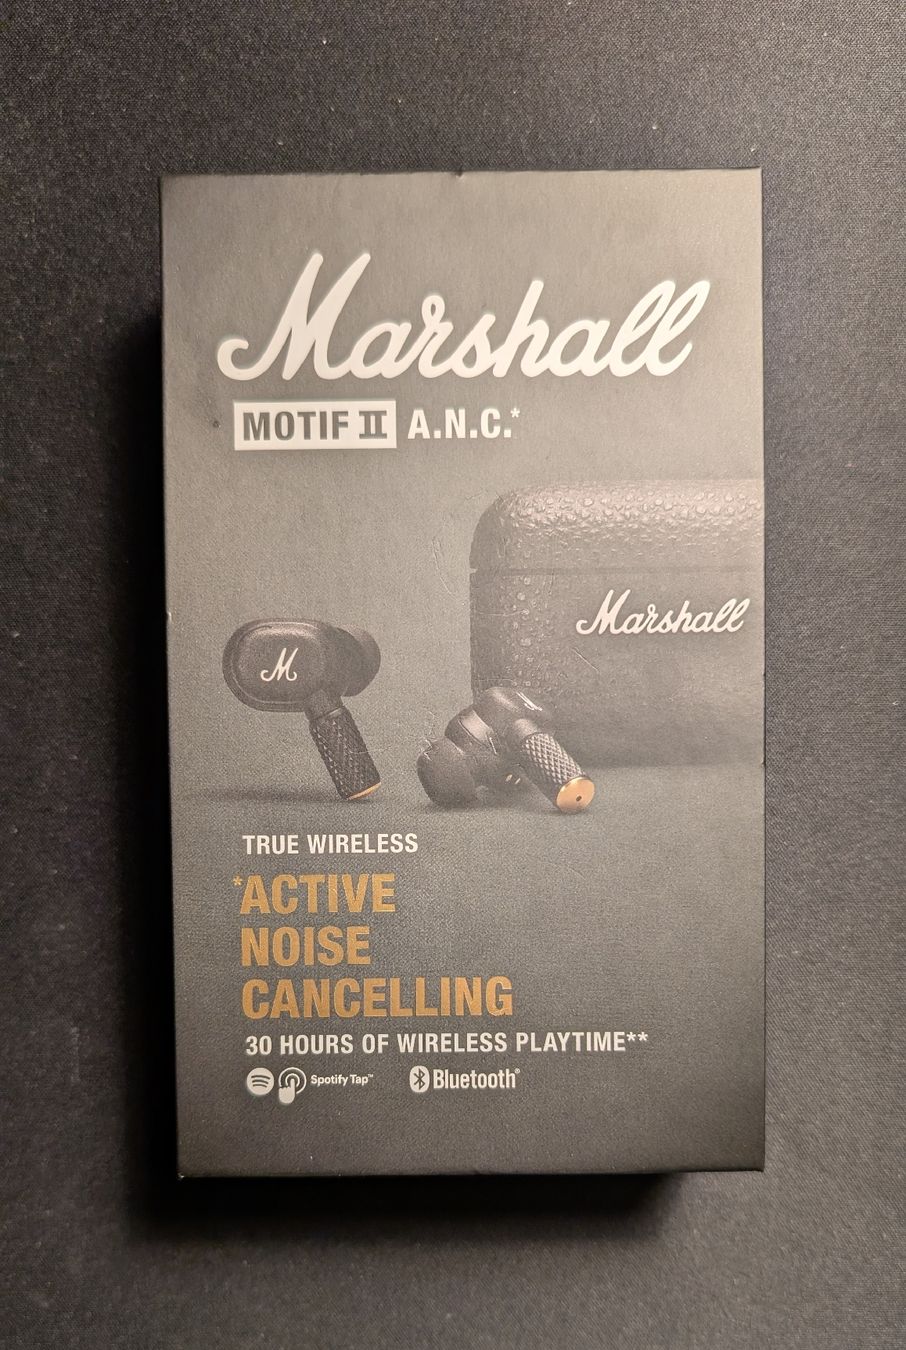 Marshall
MOTIF II A.N.C.*
Marshall
M
TRUE WIRELESS
*ACTIVE
NOISE
CANCELLING
30 HOURS OF WIRELESS PLAYTIME**
Spotify Tap™ Bluetooth®